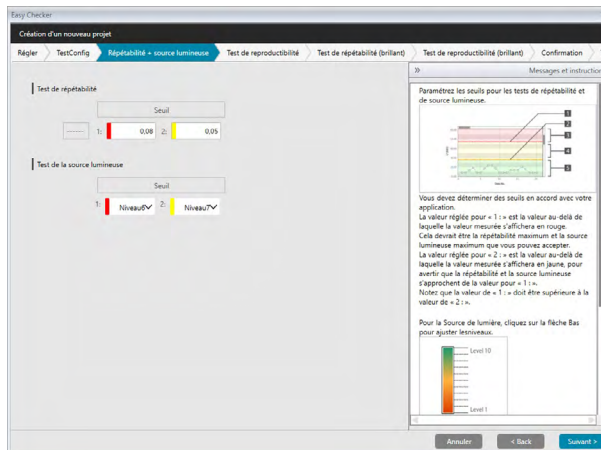 Easy Checker
Création d'un nouveau projet
Régler
TestConfig
Répétabilité + source lumineuse
Test de reproductibilité
Test de répétabilité (brillant)
Test de reproductibilité (brillant)
Confirmation
»
Messages et instruction
Test de répétabilité
Seuil
1: 0,08 2: 0,05
Test de la source lumineuse
Seuil
1: Niveau6 2: Niveau7
Paramétrez les seuils pour les tests de répétabilité et
de source lumineuse.
1
2
3
4
5
Vous devez déterminer des seuils en accord avec votre
application.
La valeur réglée pour « 1 : » est la valeur au-delà de
laquelle la valeur mesurée s'affichera en rouge.
Cela devrait être la répétabilité maximum et la source
lumineuse maximum que vous pouvez accepter.
La valeur réglée pour « 2 : » est la valeur au-delà de
laquelle la valeur mesurée s'affichera en jaune, pour
avertir que la répétabilité et la source lumineuse
s'approchent de la valeur pour « 1 : ».
Notez que la valeur de « 1 : » doit être supérieure à la
valeur de « 2 : ».
Pour la Source de lumière, cliquez sur la flèche Bas
pour ajuster lesniveaux.
Level 10
Level 1
Annuler
< Back
Suivant >